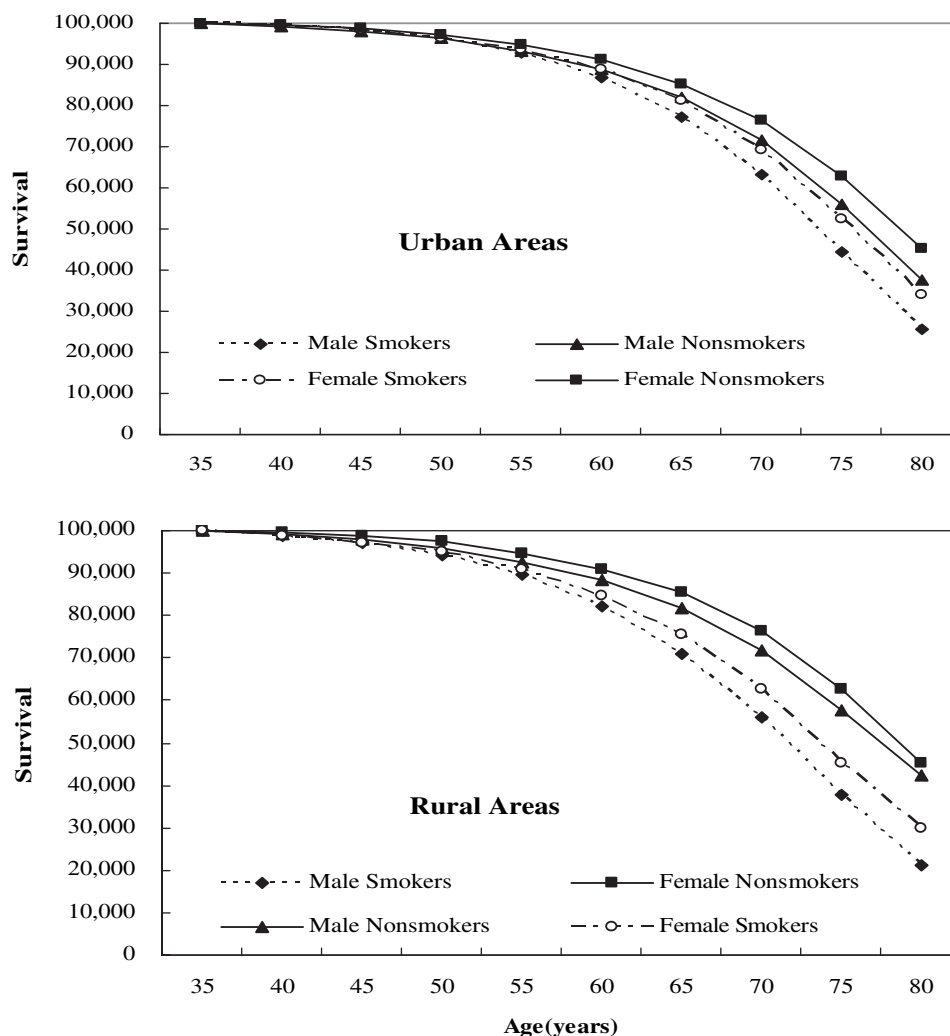 100,000
90,000
80,000
70,000
60,000
50,000
40,000
30,000
20,000
10,000
0
Survival
Urban Areas
Male Smokers
Male Nonsmokers
Female Smokers
Female Nonsmokers
35 40 45 50 55 60 65 70 75 80
100,000
90,000
80,000
70,000
60,000
50,000
40,000
30,000
20,000
10,000
0
Survival
Rural Areas
Male Smokers
Female Nonsmokers
Male Nonsmokers
Female Smokers
35 40 45 50 55 60 65 70 75 80
Age(years)